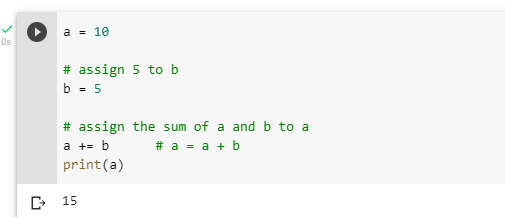 0s
a = 10
# assign 5 to b
b = 5
# assign the sum of a and b to a
a += b      # a = a + b
print(a)
15